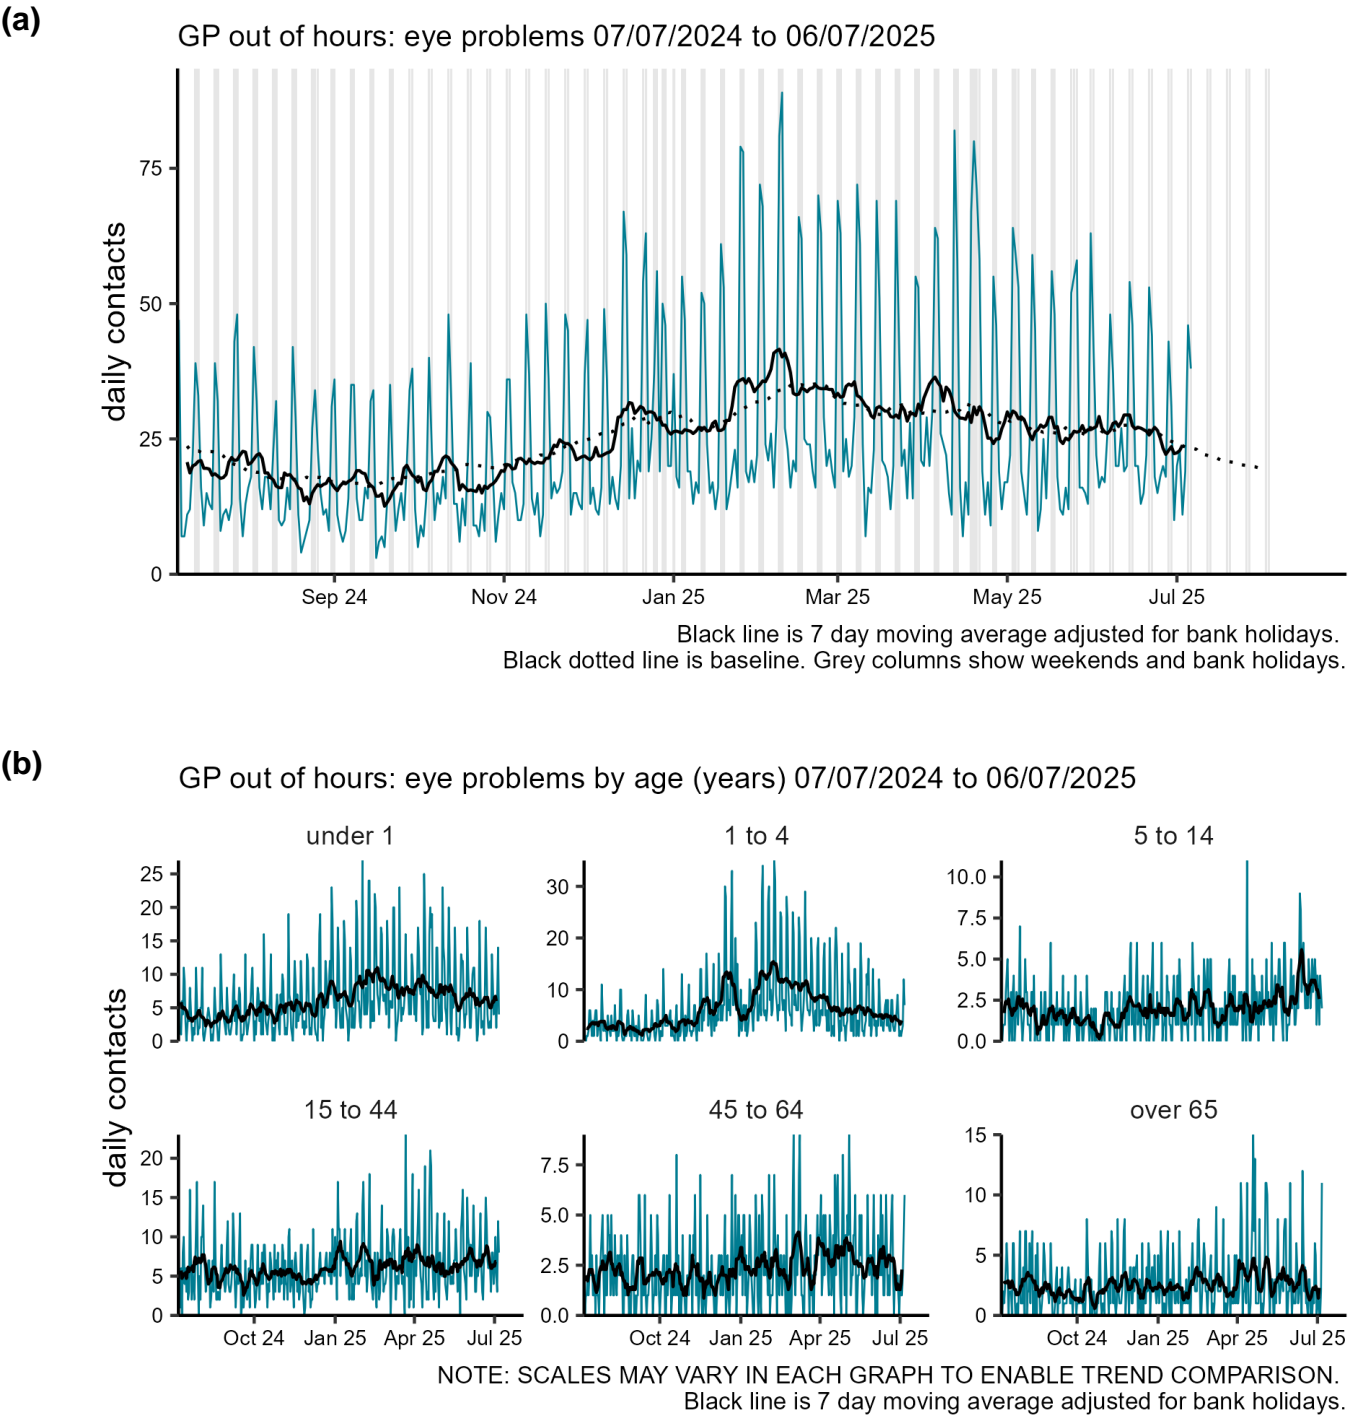 (a)
GP out of hours: eye problems 07/07/2024 to 06/07/2025
daily contacts
75
50
25
0
Sep 24 Nov 24 Jan 25 Mar 25 May 25 Jul 25
Black line is 7 day moving average adjusted for bank holidays.
Black dotted line is baseline. Grey columns show weekends and bank holidays.
(b)
GP out of hours: eye problems by age (years) 07/07/2024 to 06/07/2025
daily contacts
under 1
25
20
15
10
5
0
1 to 4
30
20
10
0
5 to 14
10.0
7.5
5.0
2.5
0.0
15 to 44
20
15
10
5
0
Oct 24 Jan 25 Apr 25 Jul 25
45 to 64
7.5
5.0
2.5
0.0
Oct 24 Jan 25 Apr 25 Jul 25
over 65
15
10
5
0
Oct 24 Jan 25 Apr 25 Jul 25
NOTE: SCALES MAY VARY IN EACH GRAPH TO ENABLE TREND COMPARISON.
Black line is 7 day moving average adjusted for bank holidays.